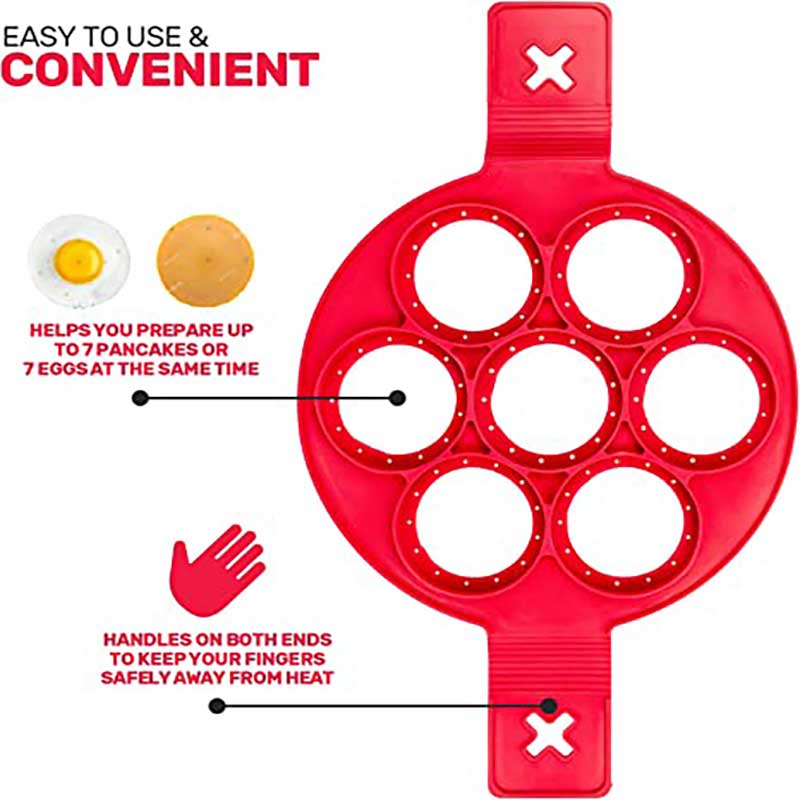 EASY TO USE &
CONVENIENT
HELPS YOU PREPARE UP
TO 7 PANCAKES OR
7 EGGS AT THE SAME TIME
HANDLES ON BOTH ENDS
TO KEEP YOUR FINGERS
SAFELY AWAY FROM HEAT